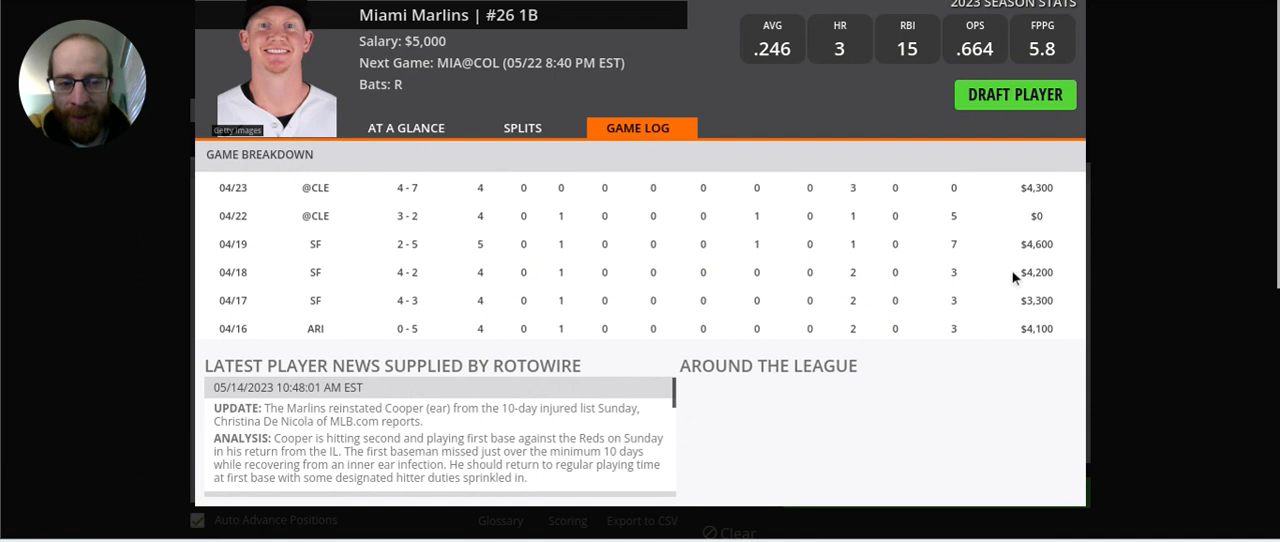 2023 SEASON STATS
Miami Marlins | #26 1B
AVG HR RBI OPS FPPG
.246 3 15 .664 5.8
Salary: $5,000
Next Game: MIA@COL (05/22 8:40 PM EST)
Bats: R
DRAFT PLAYER
gettyimages
AT A GLANCE SPLITS GAME LOG
GAME BREAKDOWN
04/23 @CLE 4 - 7 4 0 0 0 0 0 0 0 3 0 0 $4,300
04/22 @CLE 3 - 2 4 0 1 0 0 0 1 0 1 0 5 $0
04/19 SF 2 - 5 5 0 1 0 0 0 1 0 1 0 7 $4,600
04/18 SF 4 - 2 4 0 1 0 0 0 0 0 2 0 3 $4,200
04/17 SF 4 - 3 4 0 1 0 0 0 0 0 2 0 3 $3,300
04/16 ARI 0 - 5 4 0 1 0 0 0 0 0 2 0 3 $4,100
LATEST PLAYER NEWS SUPPLIED BY ROTOWIRE
05/14/2023 10:48:01 AM EST
UPDATE: The Marlins reinstated Cooper (ear) from the 10-day injured list Sunday,
Christina De Nicola of MLB.com reports.
ANALYSIS: Cooper is hitting second and playing first base against the Reds on Sunday
in his return from the IL. The first baseman missed just over the minimum 10 days
while recovering from an inner ear infection. He should return to regular playing time
at first base with some designated hitter duties sprinkled in.
AROUND THE LEAGUE
Auto Advance Positions Glossary Scoring Export to CSV Clear